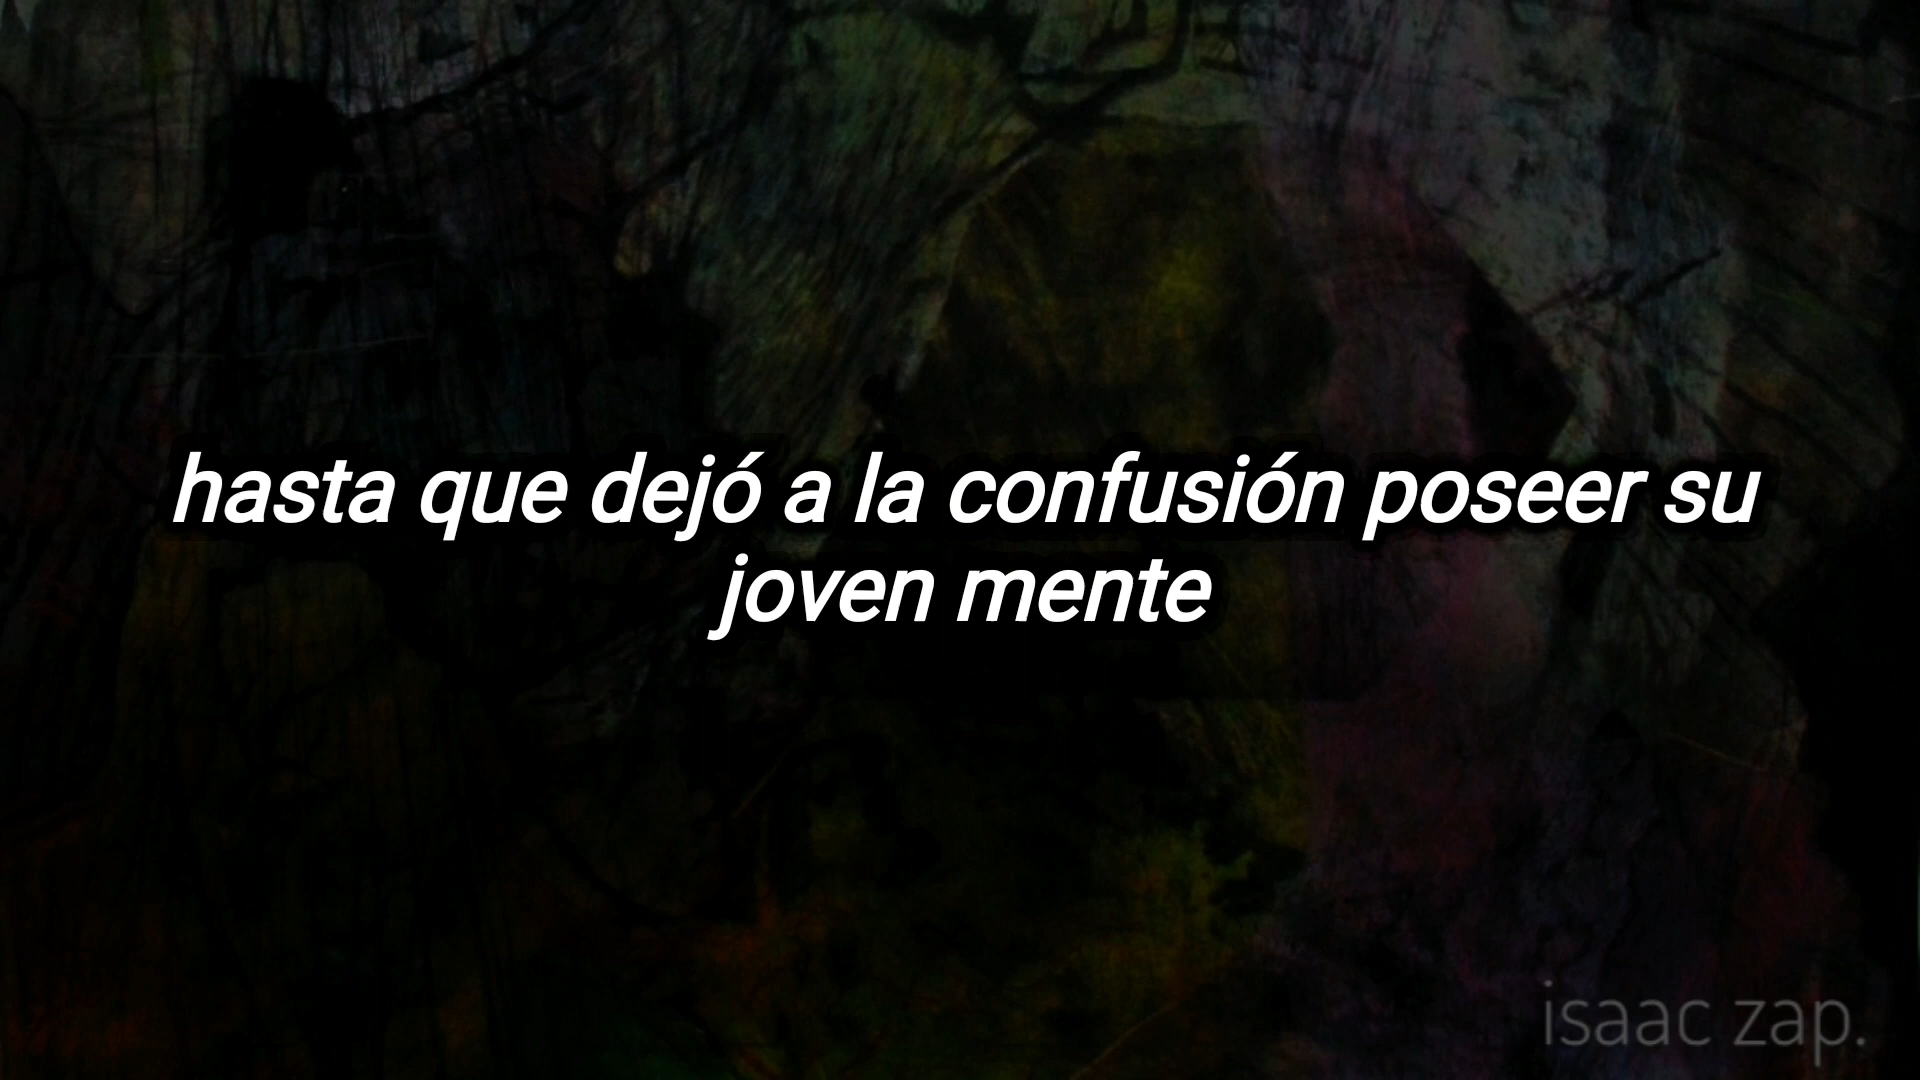 hasta que dejó a la confusión poseer su
joven mente
isaac zap.